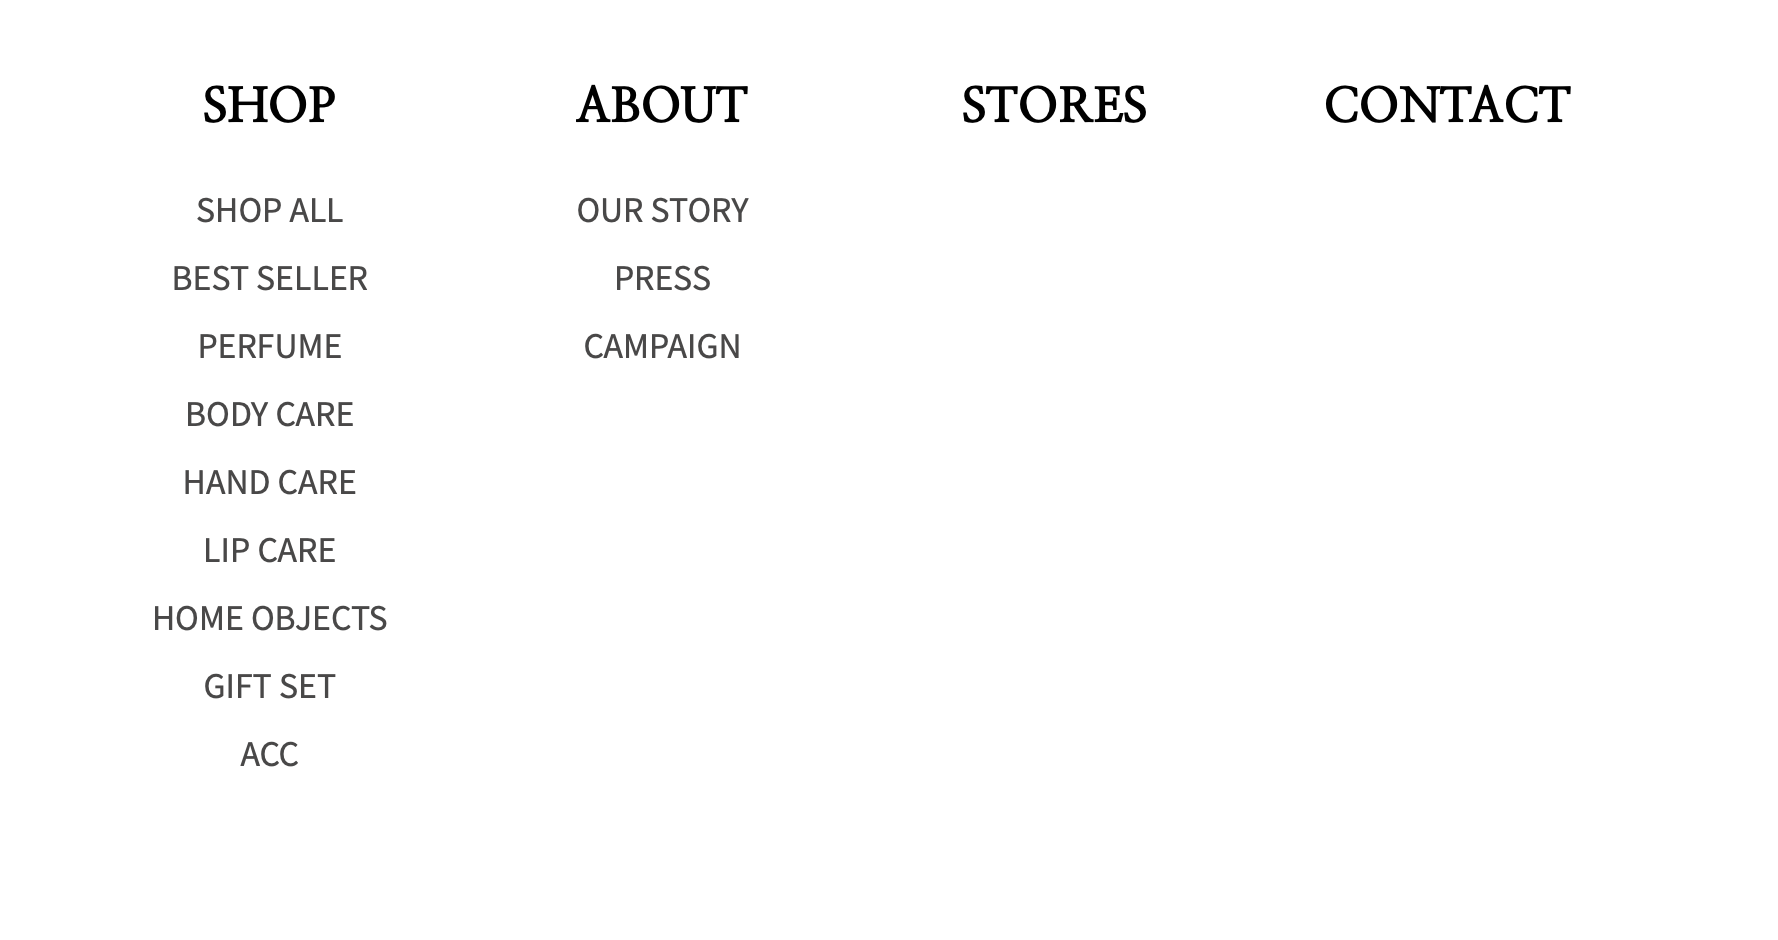 SHOP
SHOP ALL
BEST SELLER
PERFUME
BODY CARE
HAND CARE
LIP CARE
HOME OBJECTS
GIFT SET
ACC
ABOUT
OUR STORY
PRESS
CAMPAIGN
STORES
CONTACT